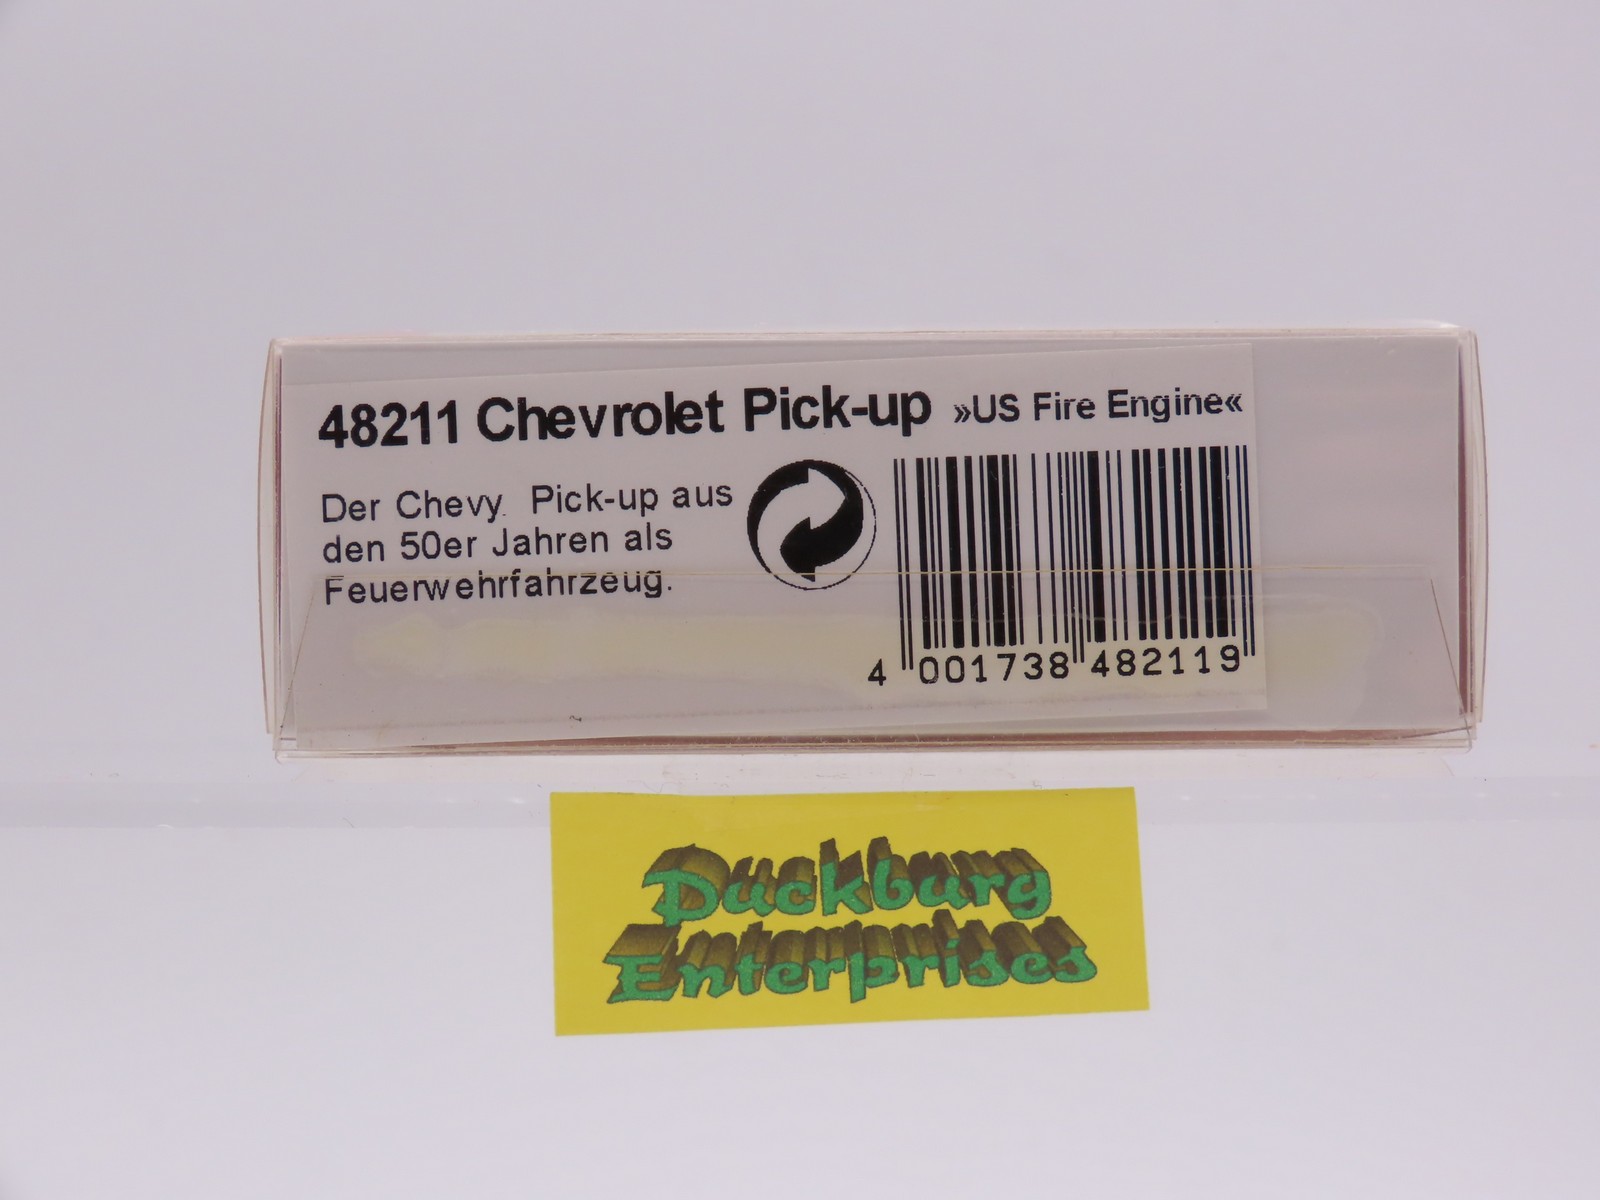 48211 Chevrolet Pick-up »US Fire Engine«
Der Chevy. Pick-up aus
den 50er Jahren als
Feuerwehrfahrzeug.
4 001738 482119
Duckburg
Enterprises